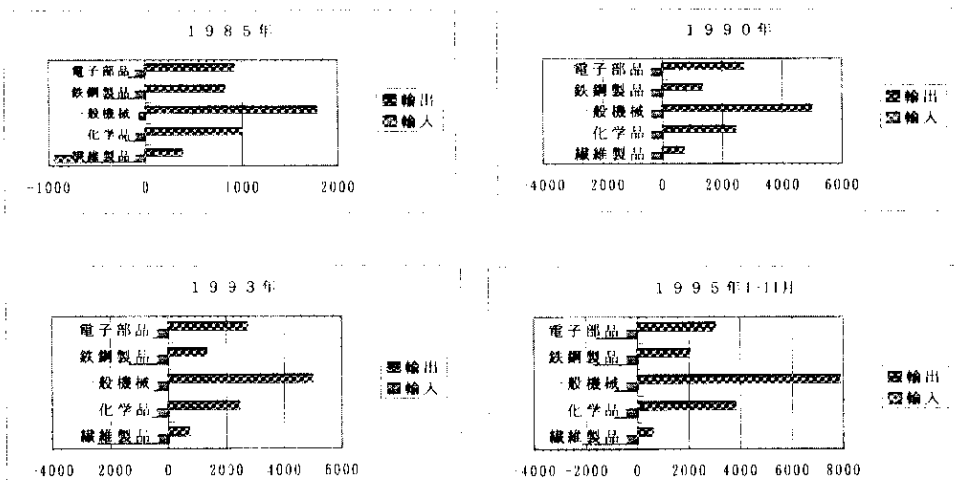 1985年
電子部品
鉄鋼製品
一般機械
化学品
繊維製品
-1000 0 1000 2000
輸出
輸入
1990年
電子部品
鉄鋼製品
一般機械
化学品
繊維製品
-4000 2000 0 2000 4000 6000
輸出
輸入
1993年
電子部品
鉄鋼製品
一般機械
化学品
繊維製品
-4000 -2000 0 2000 4000 6000
輸出
輸入
1995年1-11月
電子部品
鉄鋼製品
一般機械
化学品
繊維製品
-4000 -2000 0 2000 4000 6000 8000
輸出
輸入